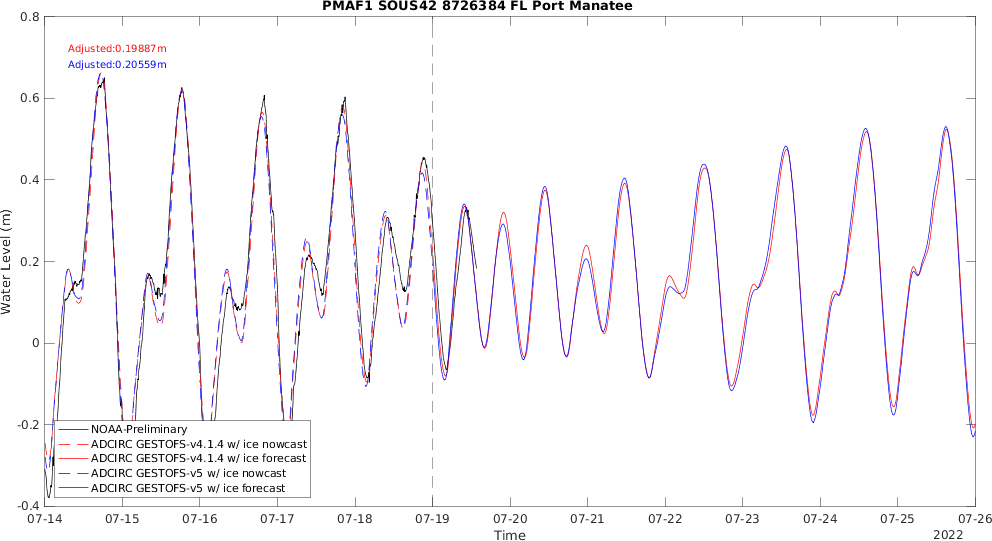 PMAF1 SOUS42 8726384 FL Port Manatee
Adjusted:0.19887m
Adjusted:0.20559m
Water Level (m)
0.8
0.6
0.4
0.2
0
-0.2
-0.4
NOAA-Preliminary
ADCIRC GESTOFS-v4.1.4 w/ ice nowcast
ADCIRC GESTOFS-v4.1.4 w/ ice forecast
ADCIRC GESTOFS-v5 w/ ice nowcast
ADCIRC GESTOFS-v5 w/ ice forecast
07-14 07-15 07-16 07-17 07-18 07-19 07-20 07-21 07-22 07-23 07-24 07-25 07-26
Time
2022